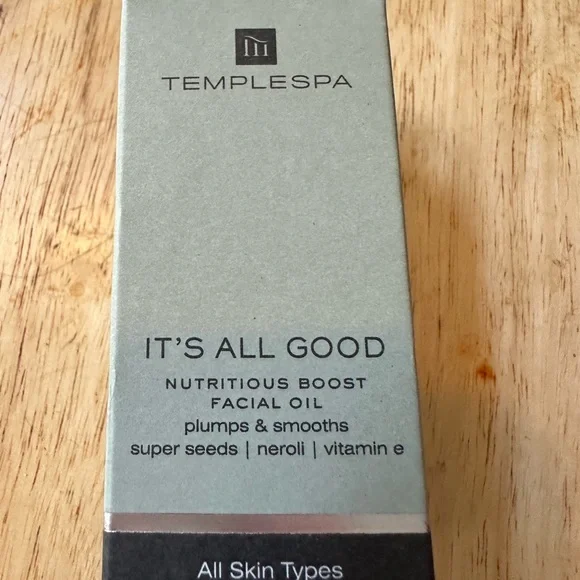 TEMPLESPA
IT'S ALL GOOD
NUTRITIOUS BOOST
FACIAL OIL
plumps & smooths
super seeds | neroli | vitamin e
All Skin Types